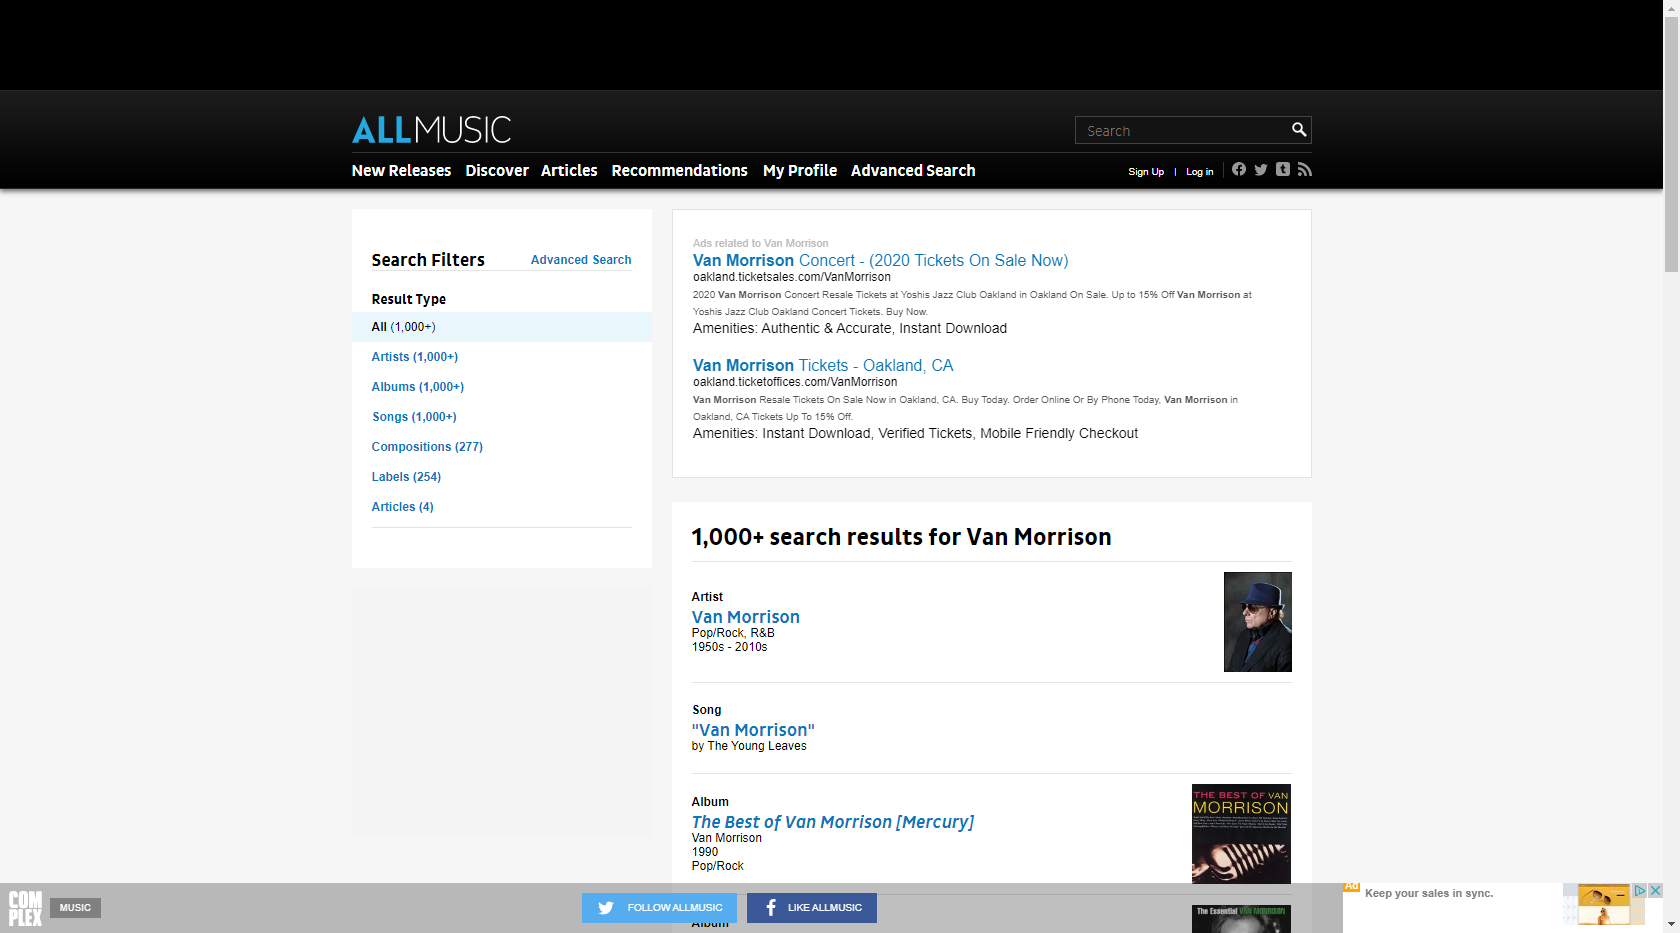 ALLMUSIC
Search
New Releases Discover Articles Recommendations My Profile Advanced Search
Sign Up | Log in
Search Filters
Advanced Search
Result Type
All (1,000+)
Artists (1,000+)
Albums (1,000+)
Songs (1,000+)
Compositions (277)
Labels (254)
Articles (4)
Ads related to Van Morrison
Van Morrison Concert - (2020 Tickets On Sale Now)
oakland.ticketsales.com/VanMorrison
2020 Van Morrison Concert Resale Tickets at Yoshis Jazz Club Oakland in Oakland On Sale. Up to 15% Off Van Morrison at
Yoshis Jazz Club Oakland Concert Tickets. Buy Now.
Amenities: Authentic & Accurate, Instant Download
Van Morrison Tickets - Oakland, CA
oakland.ticketoffices.com/VanMorrison
Van Morrison Resale Tickets On Sale Now in Oakland, CA. Buy Today. Order Online Or By Phone Today, Van Morrison in
Oakland, CA Tickets Up To 15% Off.
Amenities: Instant Download, Verified Tickets, Mobile Friendly Checkout
1,000+ search results for Van Morrison
Artist
Van Morrison
Pop/Rock, R&B
1950s - 2010s
Song
"Van Morrison"
by The Young Leaves
Album
The Best of Van Morrison [Mercury]
Van Morrison
1990
Pop/Rock
THE BEST OF VAN
MORRISON
Album
The Essential VAN MORRISON
COM
PLEX
MUSIC
FOLLOW ALLMUSIC
LIKE ALLMUSIC
Ad
Keep your sales in sync.